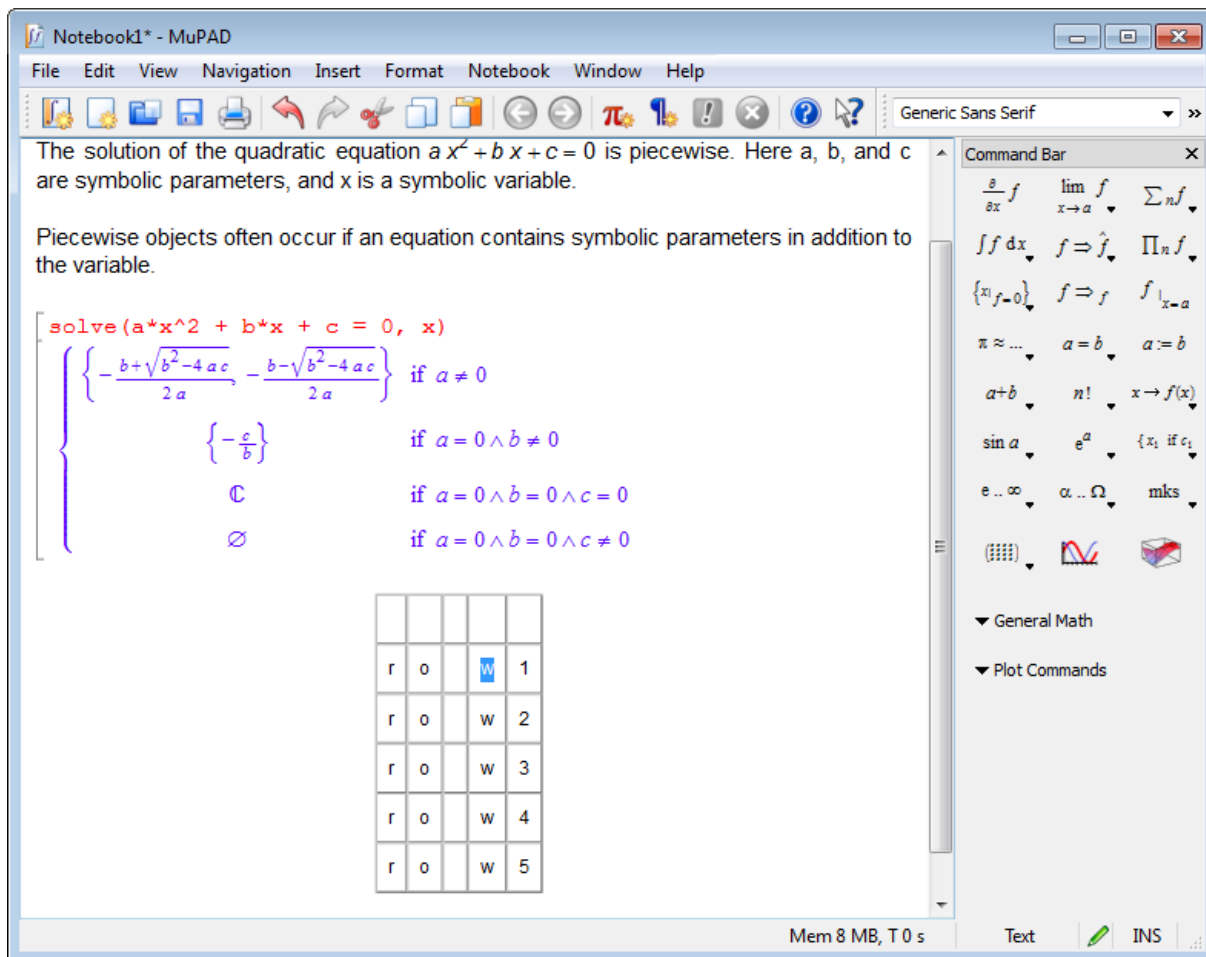 Notebook1* - MuPAD
File Edit View Navigation Insert Format Notebook Window Help
Generic Sans Serif
The solution of the quadratic equation a x² + b x + c = 0 is piecewise. Here a, b, and c
are symbolic parameters, and x is a symbolic variable.
Piecewise objects often occur if an equation contains symbolic parameters in addition to
the variable.
solve(a*x^2 + b*x + c = 0, x)
{-(b+√(b²-4 a c))/(2 a), -(b-√(b²-4 a c))/(2 a)} if a ≠ 0
{-c/b} if a = 0 ∧ b ≠ 0
ℂ if a = 0 ∧ b = 0 ∧ c = 0
∅ if a = 0 ∧ b = 0 ∧ c ≠ 0
r o w 1
r o w 2
r o w 3
r o w 4
r o w 5
Command Bar
∂/∂x f lim x→a f ∑n f
∫f dx f ⇒ f̂ ∏n f
{x|f=0} f ⇒ f f |x=a
π ≈ ... a = b a := b
a+b n! x → f(x)
sin a e^a {x₁ if c₁
e .. ∞ α .. Ω mks
General Math
Plot Commands
Mem 8 MB, T 0 s Text INS